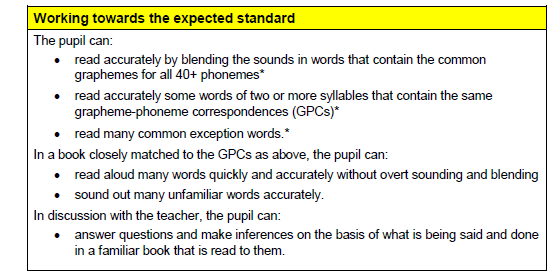 Working towards the expected standard
The pupil can:
• read accurately by blending the sounds in words that contain the common
graphemes for all 40+ phonemes*
• read accurately some words of two or more syllables that contain the same
grapheme-phoneme correspondences (GPCs)*
• read many common exception words.*
In a book closely matched to the GPCs as above, the pupil can:
• read aloud many words quickly and accurately without overt sounding and blending
• sound out many unfamiliar words accurately.
In discussion with the teacher, the pupil can:
• answer questions and make inferences on the basis of what is being said and done
in a familiar book that is read to them.